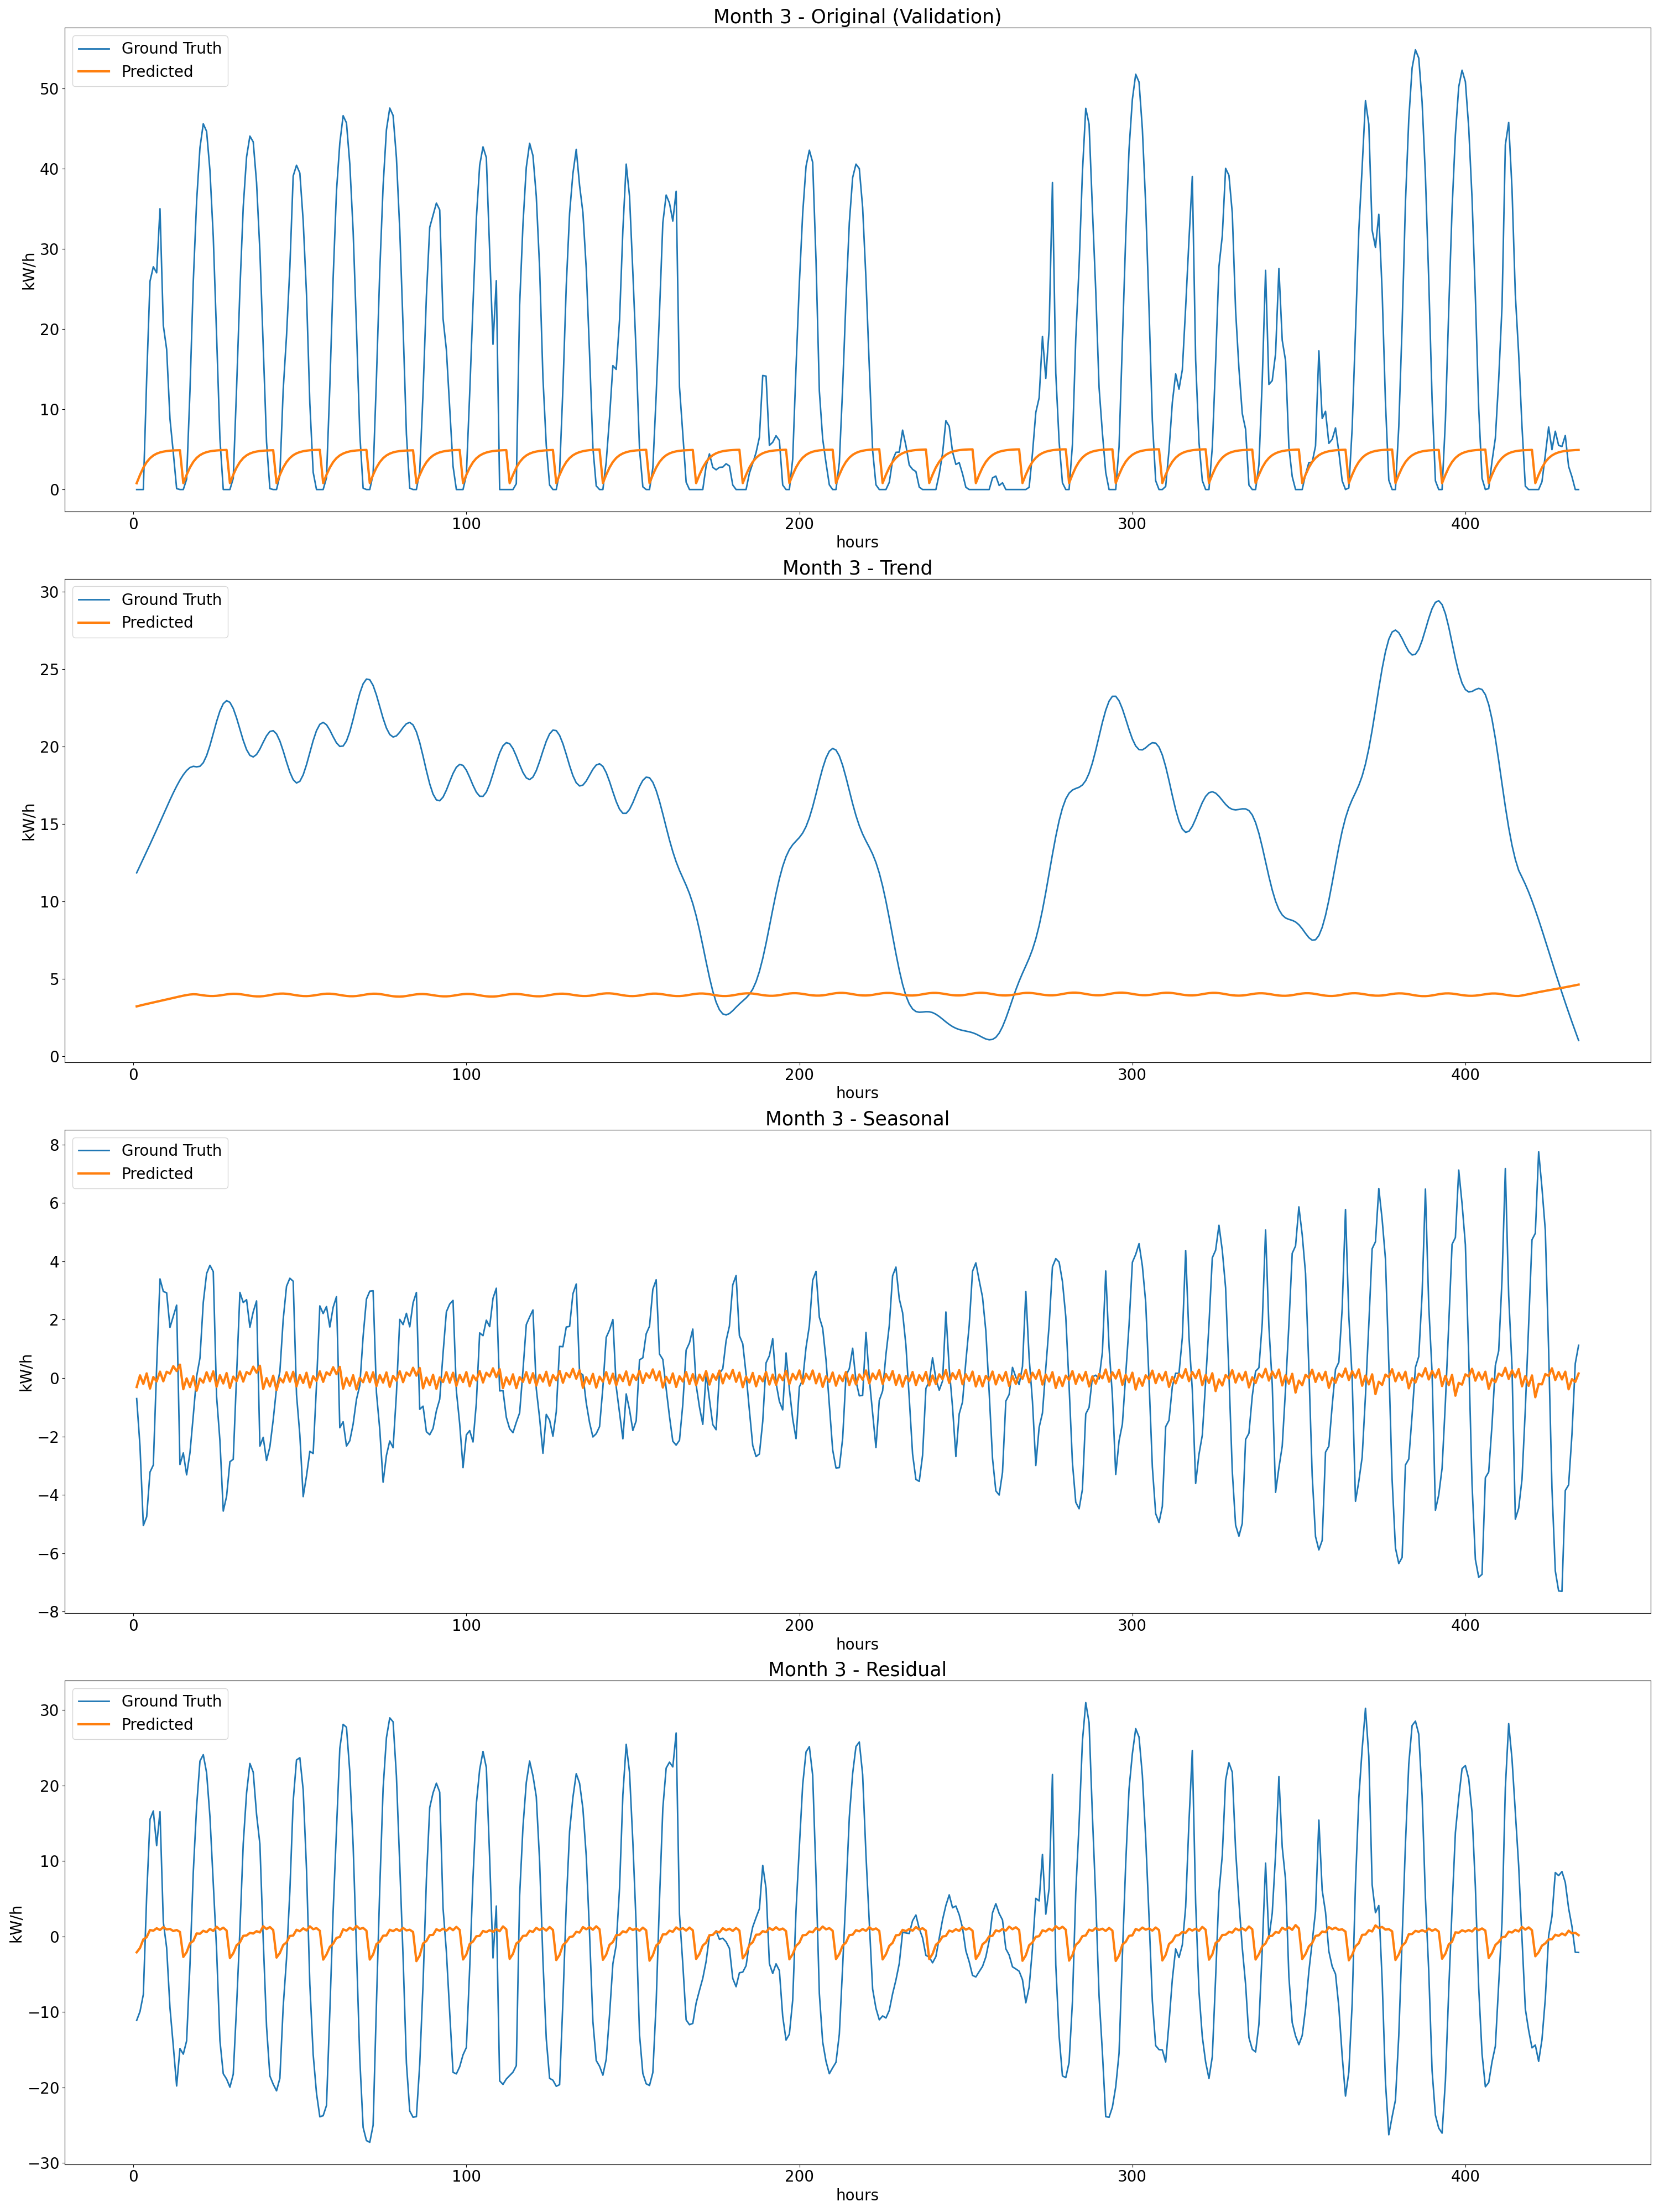 Month 3 - Original (Validation)
Ground Truth
Predicted
50
40
30
20
10
0
kW/h
0 100 200 300 400
hours
Month 3 - Trend
Ground Truth
Predicted
30
25
20
15
10
5
0
kW/h
0 100 200 300 400
hours
Month 3 - Seasonal
Ground Truth
Predicted
8
6
4
2
0
−2
−4
−6
−8
kW/h
0 100 200 300 400
hours
Month 3 - Residual
Ground Truth
Predicted
30
20
10
0
−10
−20
−30
kW/h
0 100 200 300 400
hours